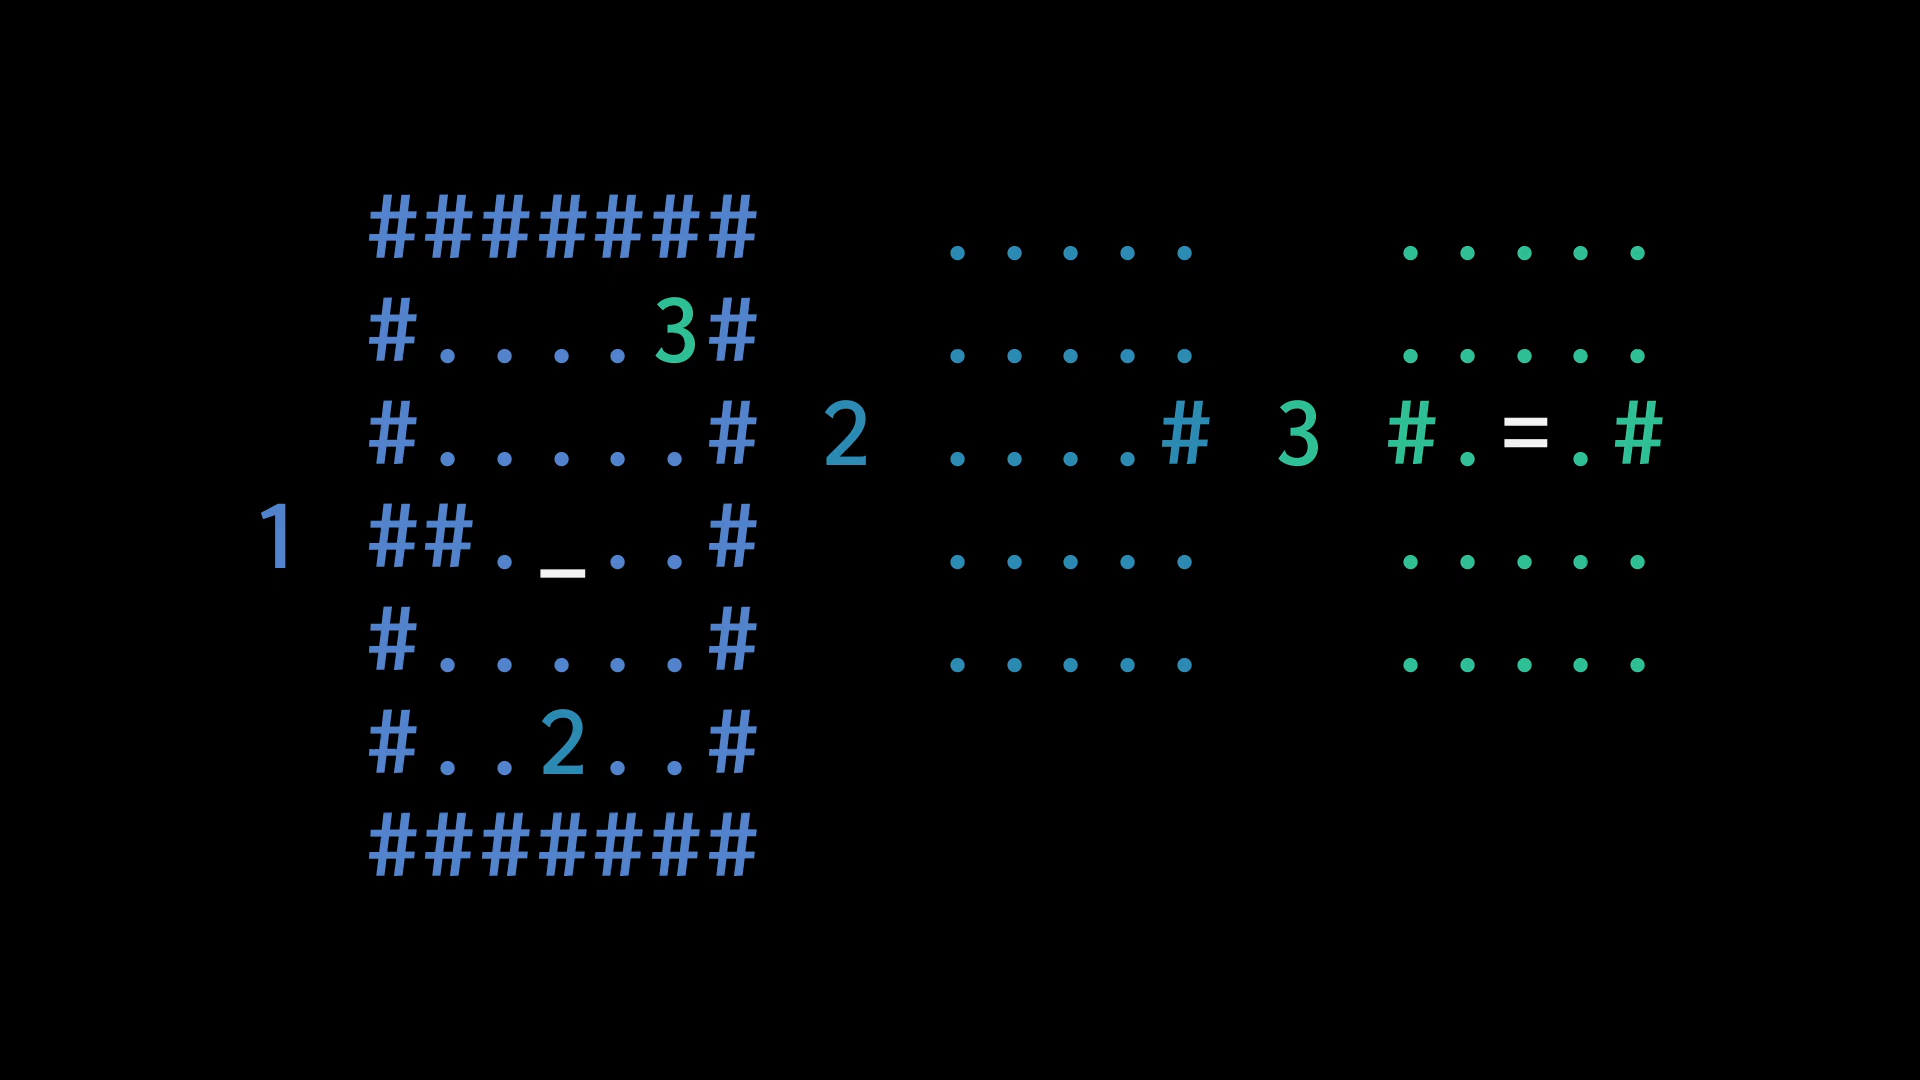 #######   . . . . .   . . . . .
#....3#   . . . . .   . . . . .
#.....# 2 ....# 3 #.=.#
1 ##._..#   . . . . .   . . . . .
#.....#   . . . . .   . . . . .
#..2..#
#######